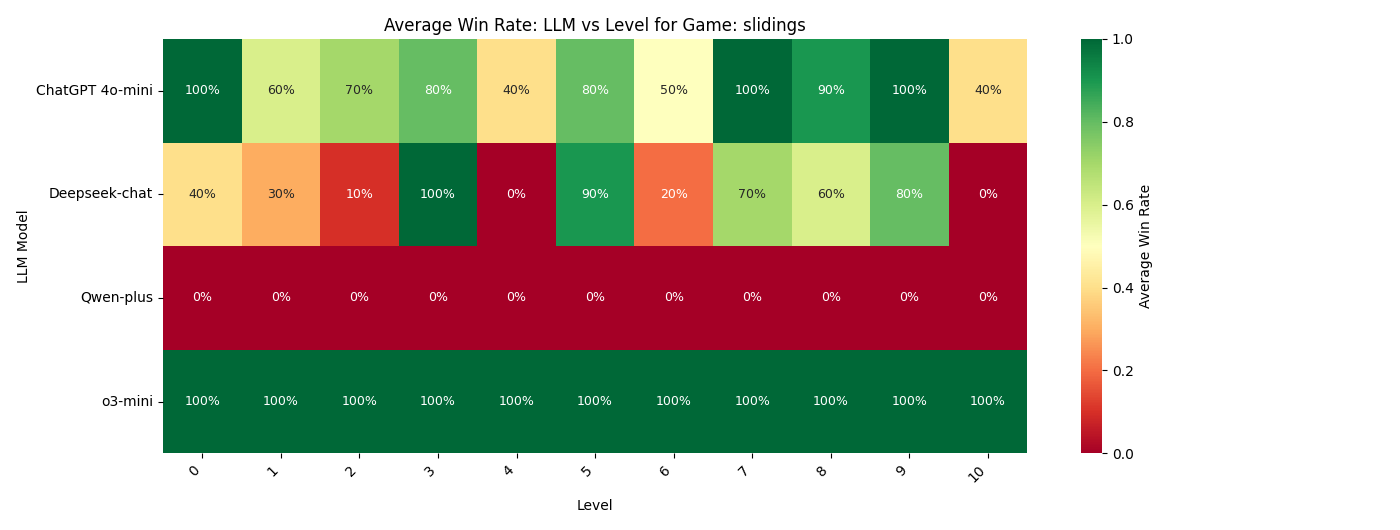 Average Win Rate: LLM vs Level for Game: slidings
LLM Model
ChatGPT 4o-mini 100% 60% 70% 80% 40% 80% 50% 100% 90% 100% 40%
Deepseek-chat 40% 30% 10% 100% 0% 90% 20% 70% 60% 80% 0%
Qwen-plus 0% 0% 0% 0% 0% 0% 0% 0% 0% 0% 0%
o3-mini 100% 100% 100% 100% 100% 100% 100% 100% 100% 100% 100%
0 1 2 3 4 5 6 7 8 9 10
Level
1.0
0.8
0.6
0.4
0.2
0.0
Average Win Rate